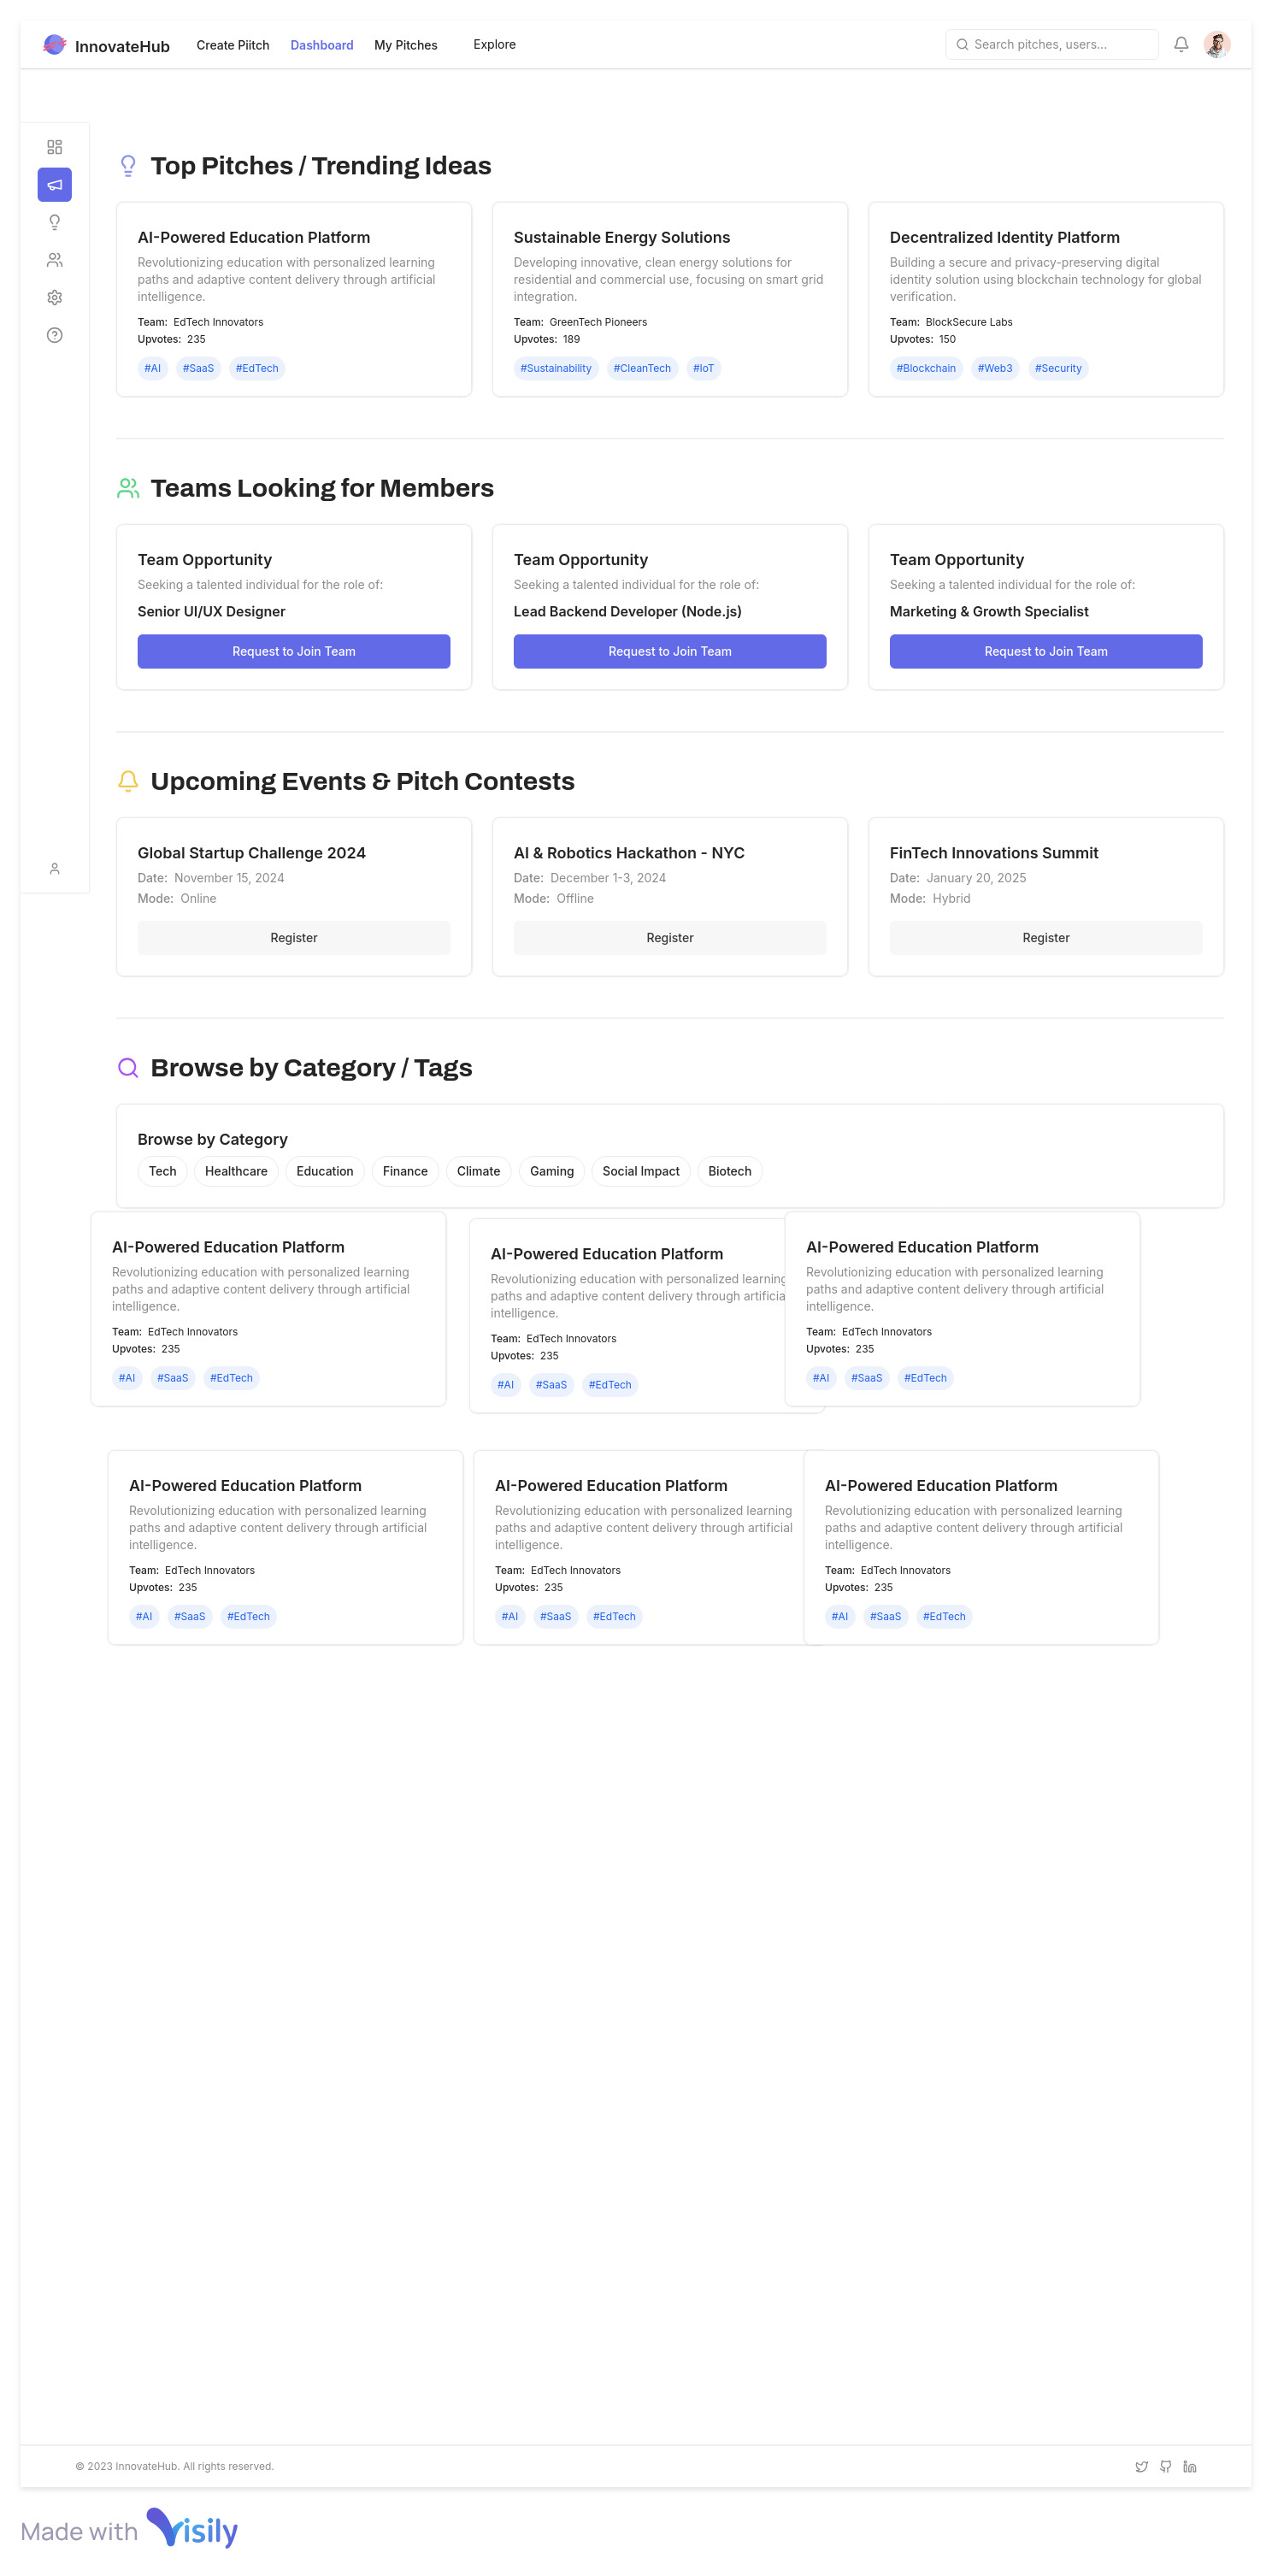 InnovateHub Create Piitch Dashboard My Pitches Explore Search pitches, users...
Top Pitches / Trending Ideas
AI-Powered Education Platform
Revolutionizing education with personalized learning
paths and adaptive content delivery through artificial
intelligence.
Team: EdTech Innovators
Upvotes: 235
#AI #SaaS #EdTech
Sustainable Energy Solutions
Developing innovative, clean energy solutions for
residential and commercial use, focusing on smart grid
integration.
Team: GreenTech Pioneers
Upvotes: 189
#Sustainability #CleanTech #IoT
Decentralized Identity Platform
Building a secure and privacy-preserving digital
identity solution using blockchain technology for global
verification.
Team: BlockSecure Labs
Upvotes: 150
#Blockchain #Web3 #Security
Teams Looking for Members
Team Opportunity
Seeking a talented individual for the role of:
Senior UI/UX Designer
Request to Join Team
Team Opportunity
Seeking a talented individual for the role of:
Lead Backend Developer (Node.js)
Request to Join Team
Team Opportunity
Seeking a talented individual for the role of:
Marketing & Growth Specialist
Request to Join Team
Upcoming Events & Pitch Contests
Global Startup Challenge 2024
Date: November 15, 2024
Mode: Online
Register
AI & Robotics Hackathon - NYC
Date: December 1-3, 2024
Mode: Offline
Register
FinTech Innovations Summit
Date: January 20, 2025
Mode: Hybrid
Register
Browse by Category / Tags
Browse by Category
Tech Healthcare Education Finance Climate Gaming Social Impact Biotech
AI-Powered Education Platform
Revolutionizing education with personalized learning
paths and adaptive content delivery through artificial
intelligence.
Team: EdTech Innovators
Upvotes: 235
#AI #SaaS #EdTech
AI-Powered Education Platform
Revolutionizing education with personalized learning
paths and adaptive content delivery through artificia
intelligence.
Team: EdTech Innovators
Upvotes: 235
#AI #SaaS #EdTech
AI-Powered Education Platform
Revolutionizing education with personalized learning
paths and adaptive content delivery through artificial
intelligence.
Team: EdTech Innovators
Upvotes: 235
#AI #SaaS #EdTech
AI-Powered Education Platform
Revolutionizing education with personalized learning
paths and adaptive content delivery through artificial
intelligence.
Team: EdTech Innovators
Upvotes: 235
#AI #SaaS #EdTech
AI-Powered Education Platform
Revolutionizing education with personalized learning
paths and adaptive content delivery through artificial
intelligence.
Team: EdTech Innovators
Upvotes: 235
#AI #SaaS #EdTech
AI-Powered Education Platform
Revolutionizing education with personalized learning
paths and adaptive content delivery through artificial
intelligence.
Team: EdTech Innovators
Upvotes: 235
#AI #SaaS #EdTech
© 2023 InnovateHub. All rights reserved.
Made with Visily